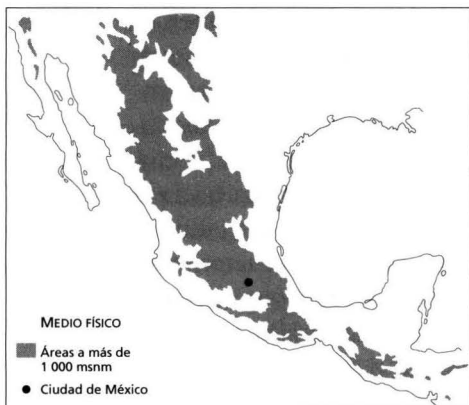 MEDIO FÍSICO
Áreas a más de
1 000 msnm
Ciudad de México